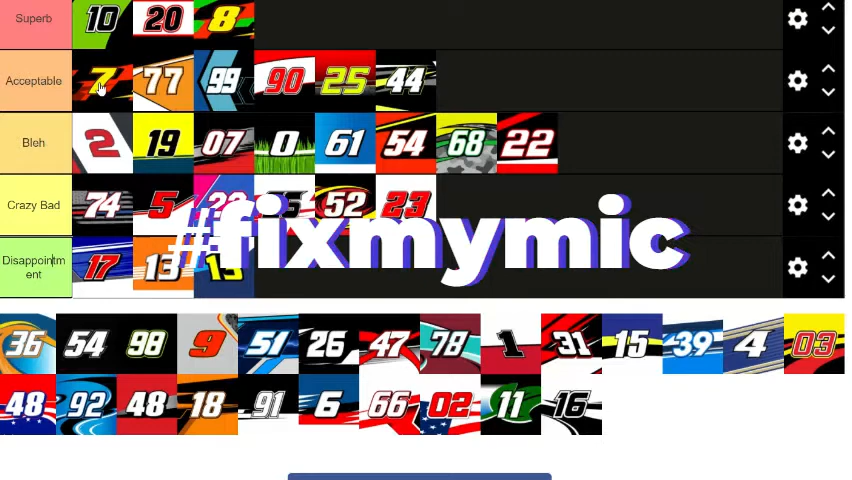 Superb 10 20 8
Acceptable 7 77 99 90 25 44
Bleh 2 19 07 0 61 54 68 22
Crazy Bad 74 5 52 23
#fixmymic
Disappointm
ent
17 13
36 54 98 9 51 26 47 78 1 31 15 39 4 03
48 92 48 18 91 6 66 02 11 16